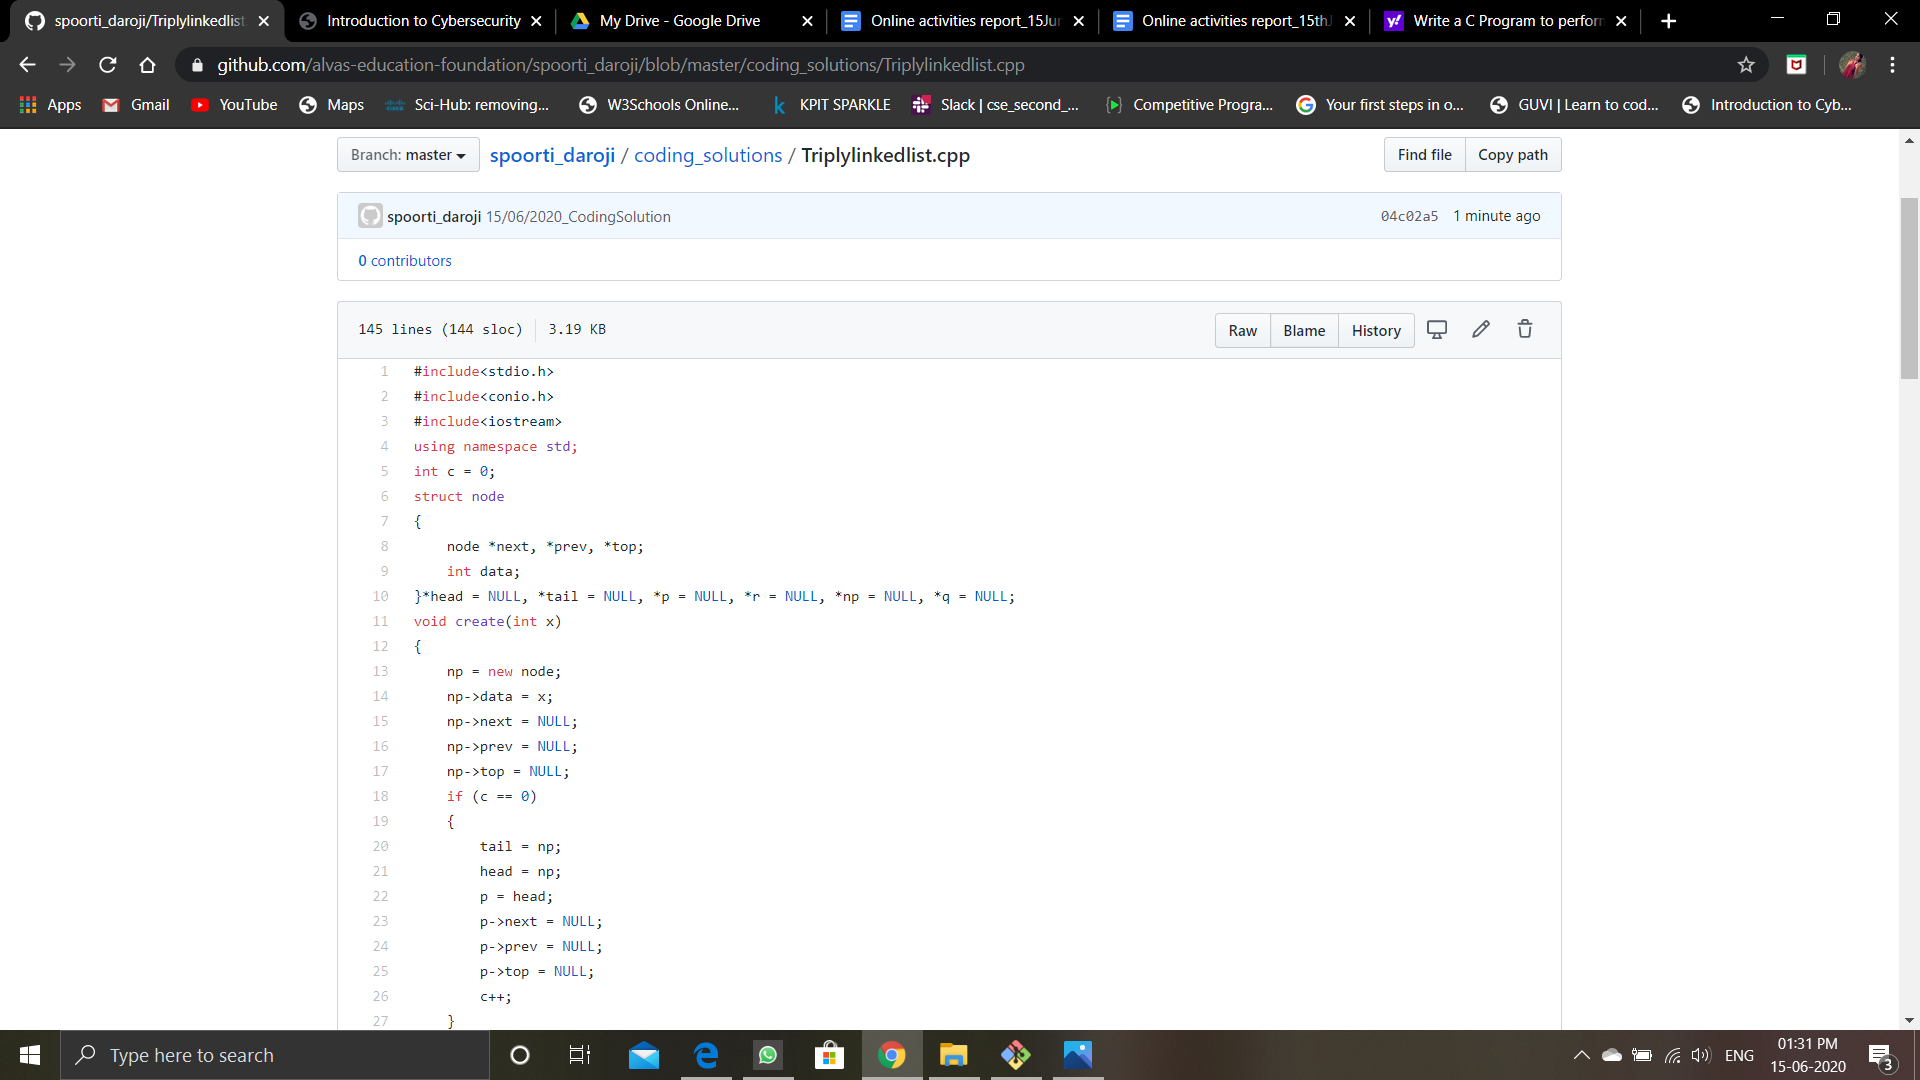 spoorti_daroji/Triplylinkedlist.
Introduction to Cybersecurity
My Drive - Google Drive
Online activities report_15Jun
Online activities report_15thJ
Write a C Program to perform
github.com/alvas-education-foundation/spoorti_daroji/blob/master/coding_solutions/Triplylinkedlist.cpp
Apps
Gmail
YouTube
Maps
Sci-Hub: removing...
W3Schools Online...
KPIT SPARKLE
Slack | cse_second_...
Competitive Progra...
Your first steps in o...
GUVI | Learn to cod...
Introduction to Cyb...
Branch: master
spoorti_daroji / coding_solutions / Triplylinkedlist.cpp
Find file
Copy path
spoorti_daroji 15/06/2020_CodingSolution
04c02a5 1 minute ago
0 contributors
145 lines (144 sloc) 3.19 KB
Raw
Blame
History
1 #include<stdio.h>
2 #include<conio.h>
3 #include<iostream>
4 using namespace std;
5 int c = 0;
6 struct node
7 {
8 node *next, *prev, *top;
9 int data;
10 }*head = NULL, *tail = NULL, *p = NULL, *r = NULL, *np = NULL, *q = NULL;
11 void create(int x)
12 {
13 np = new node;
14 np->data = x;
15 np->next = NULL;
16 np->prev = NULL;
17 np->top = NULL;
18 if (c == 0)
19 {
20 tail = np;
21 head = np;
22 p = head;
23 p->next = NULL;
24 p->prev = NULL;
25 p->top = NULL;
26 c++;
27 }
Type here to search
ENG
01:31 PM
15-06-2020
3